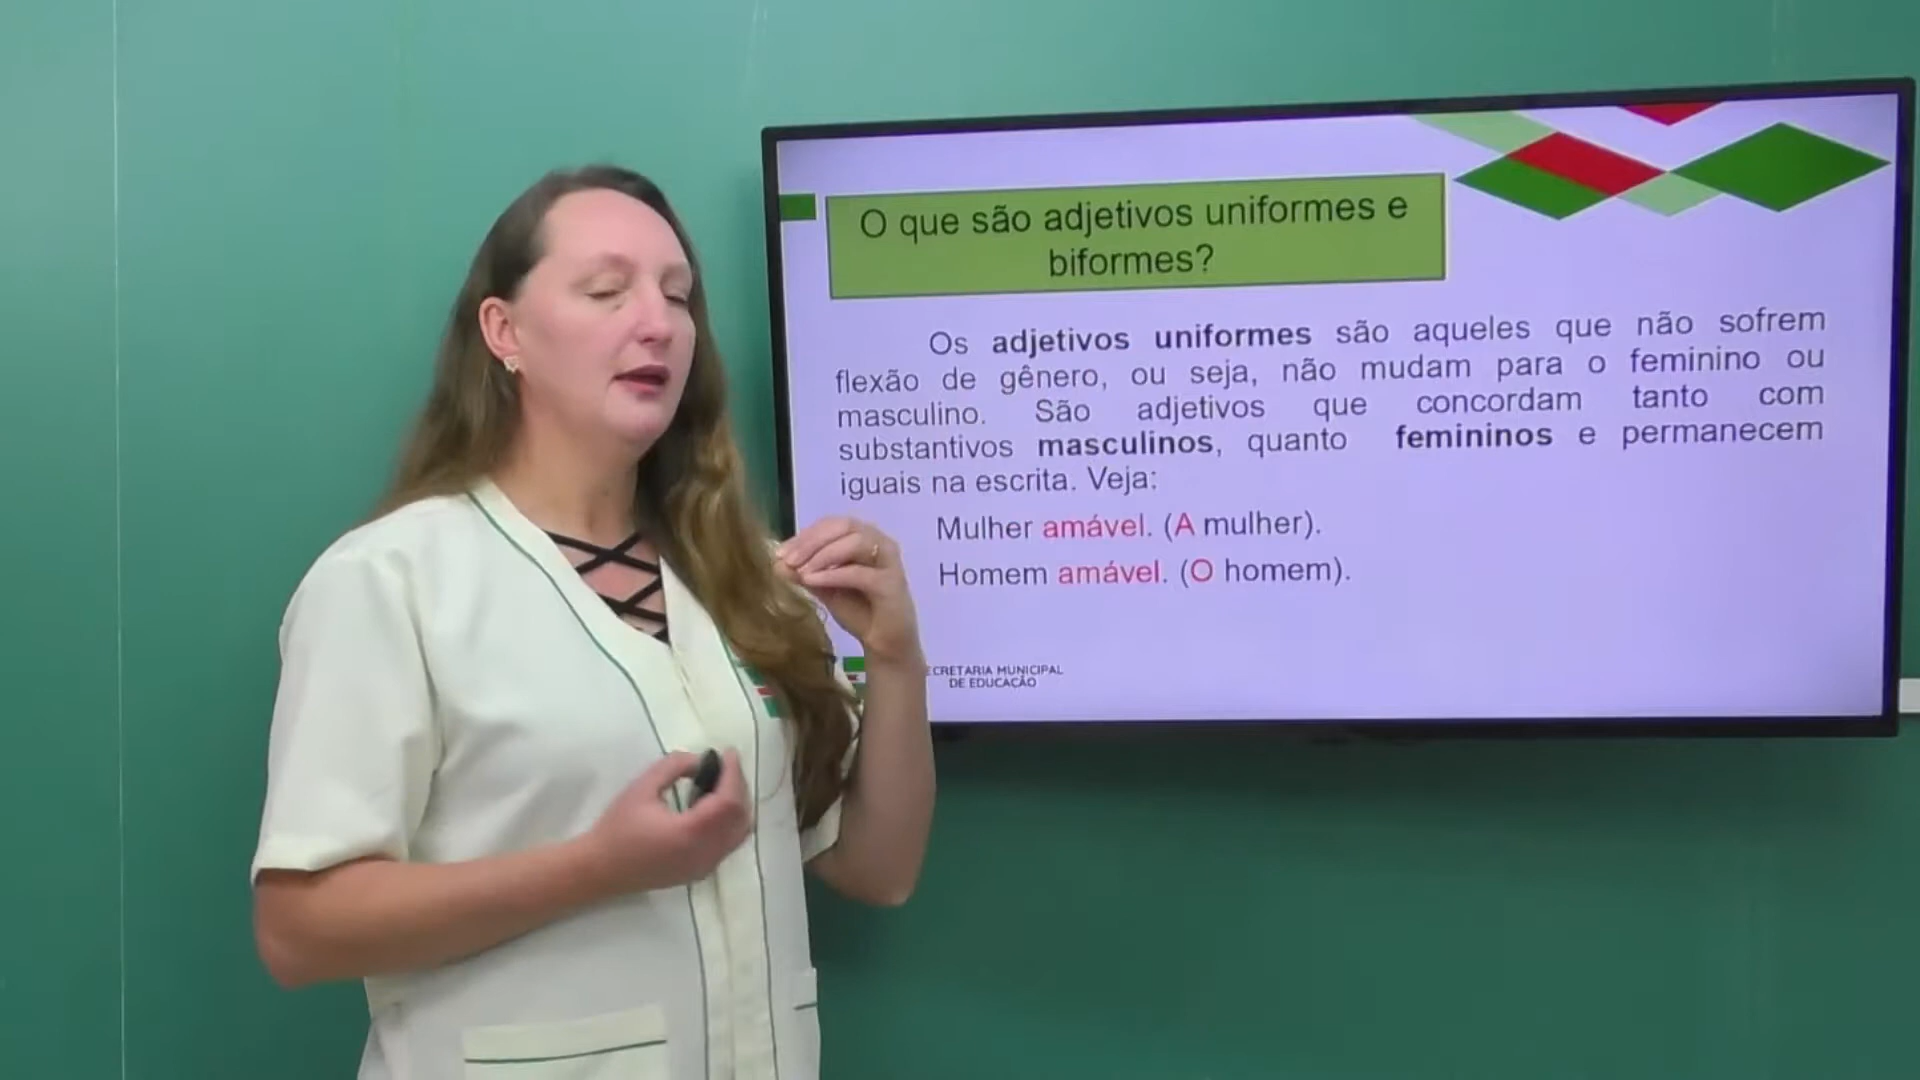 O que são adjetivos uniformes e
biformes?
Os adjetivos uniformes são aqueles que não sofrem
flexão de gênero, ou seja, não mudam para o feminino ou
masculino. São adjetivos que concordam tanto com
substantivos masculinos, quanto femininos e permanecem
iguais na escrita. Veja:
Mulher amável. (A mulher).
Homem amável. (O homem).
ECRETARIA MUNICIPAL
DE EDUCAÇÃO